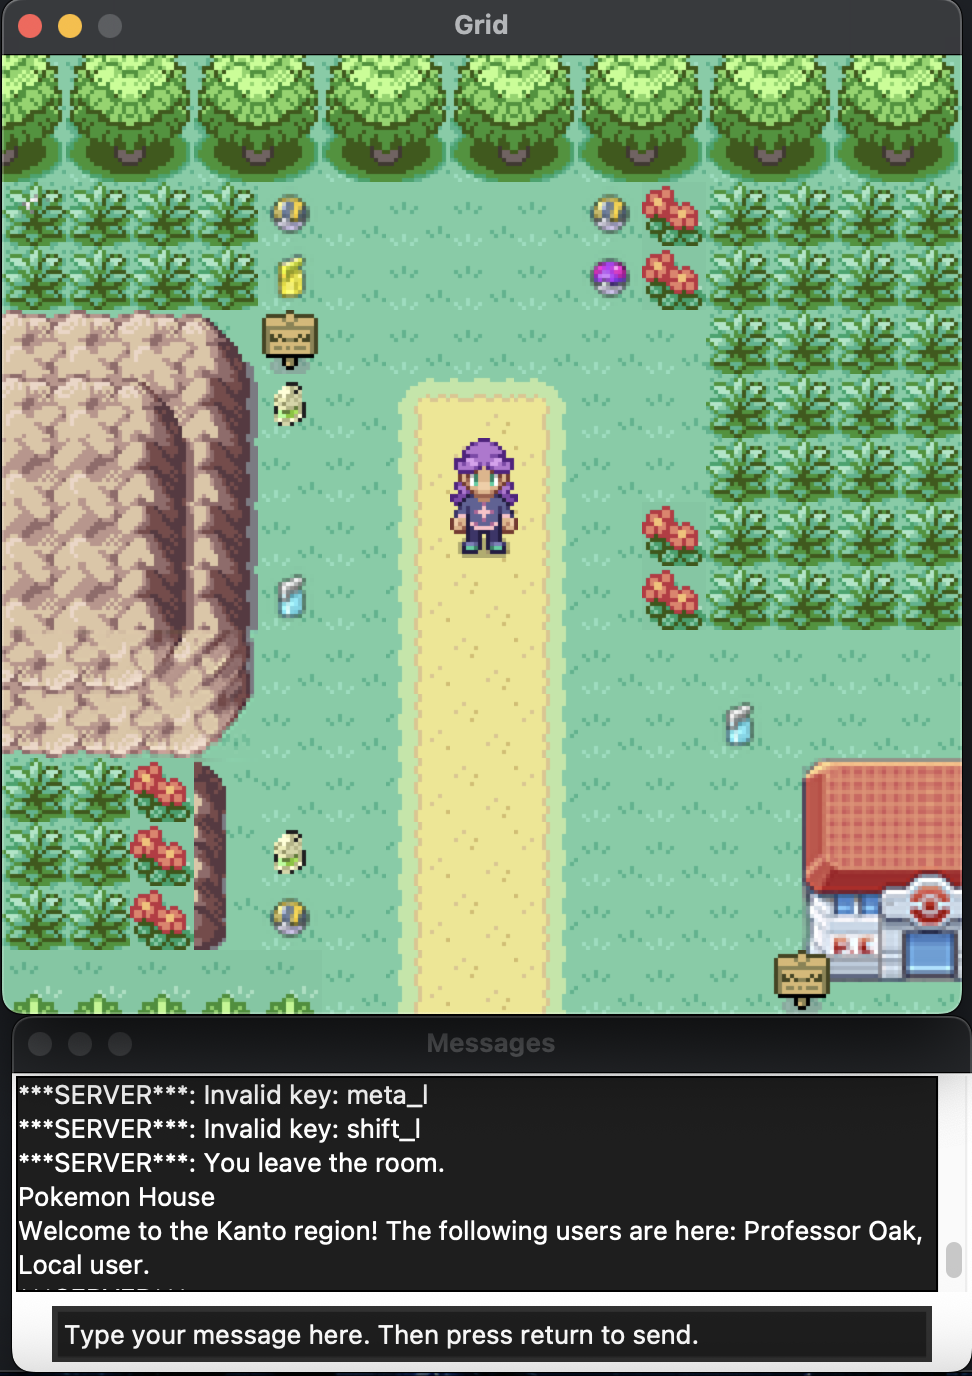 Grid
P.C
Messages
***SERVER***: Invalid key: meta_l
***SERVER***: Invalid key: shift_l
***SERVER***: You leave the room.
Pokemon House
Welcome to the Kanto region! The following users are here: Professor Oak,
Local user.
Type your message here. Then press return to send.